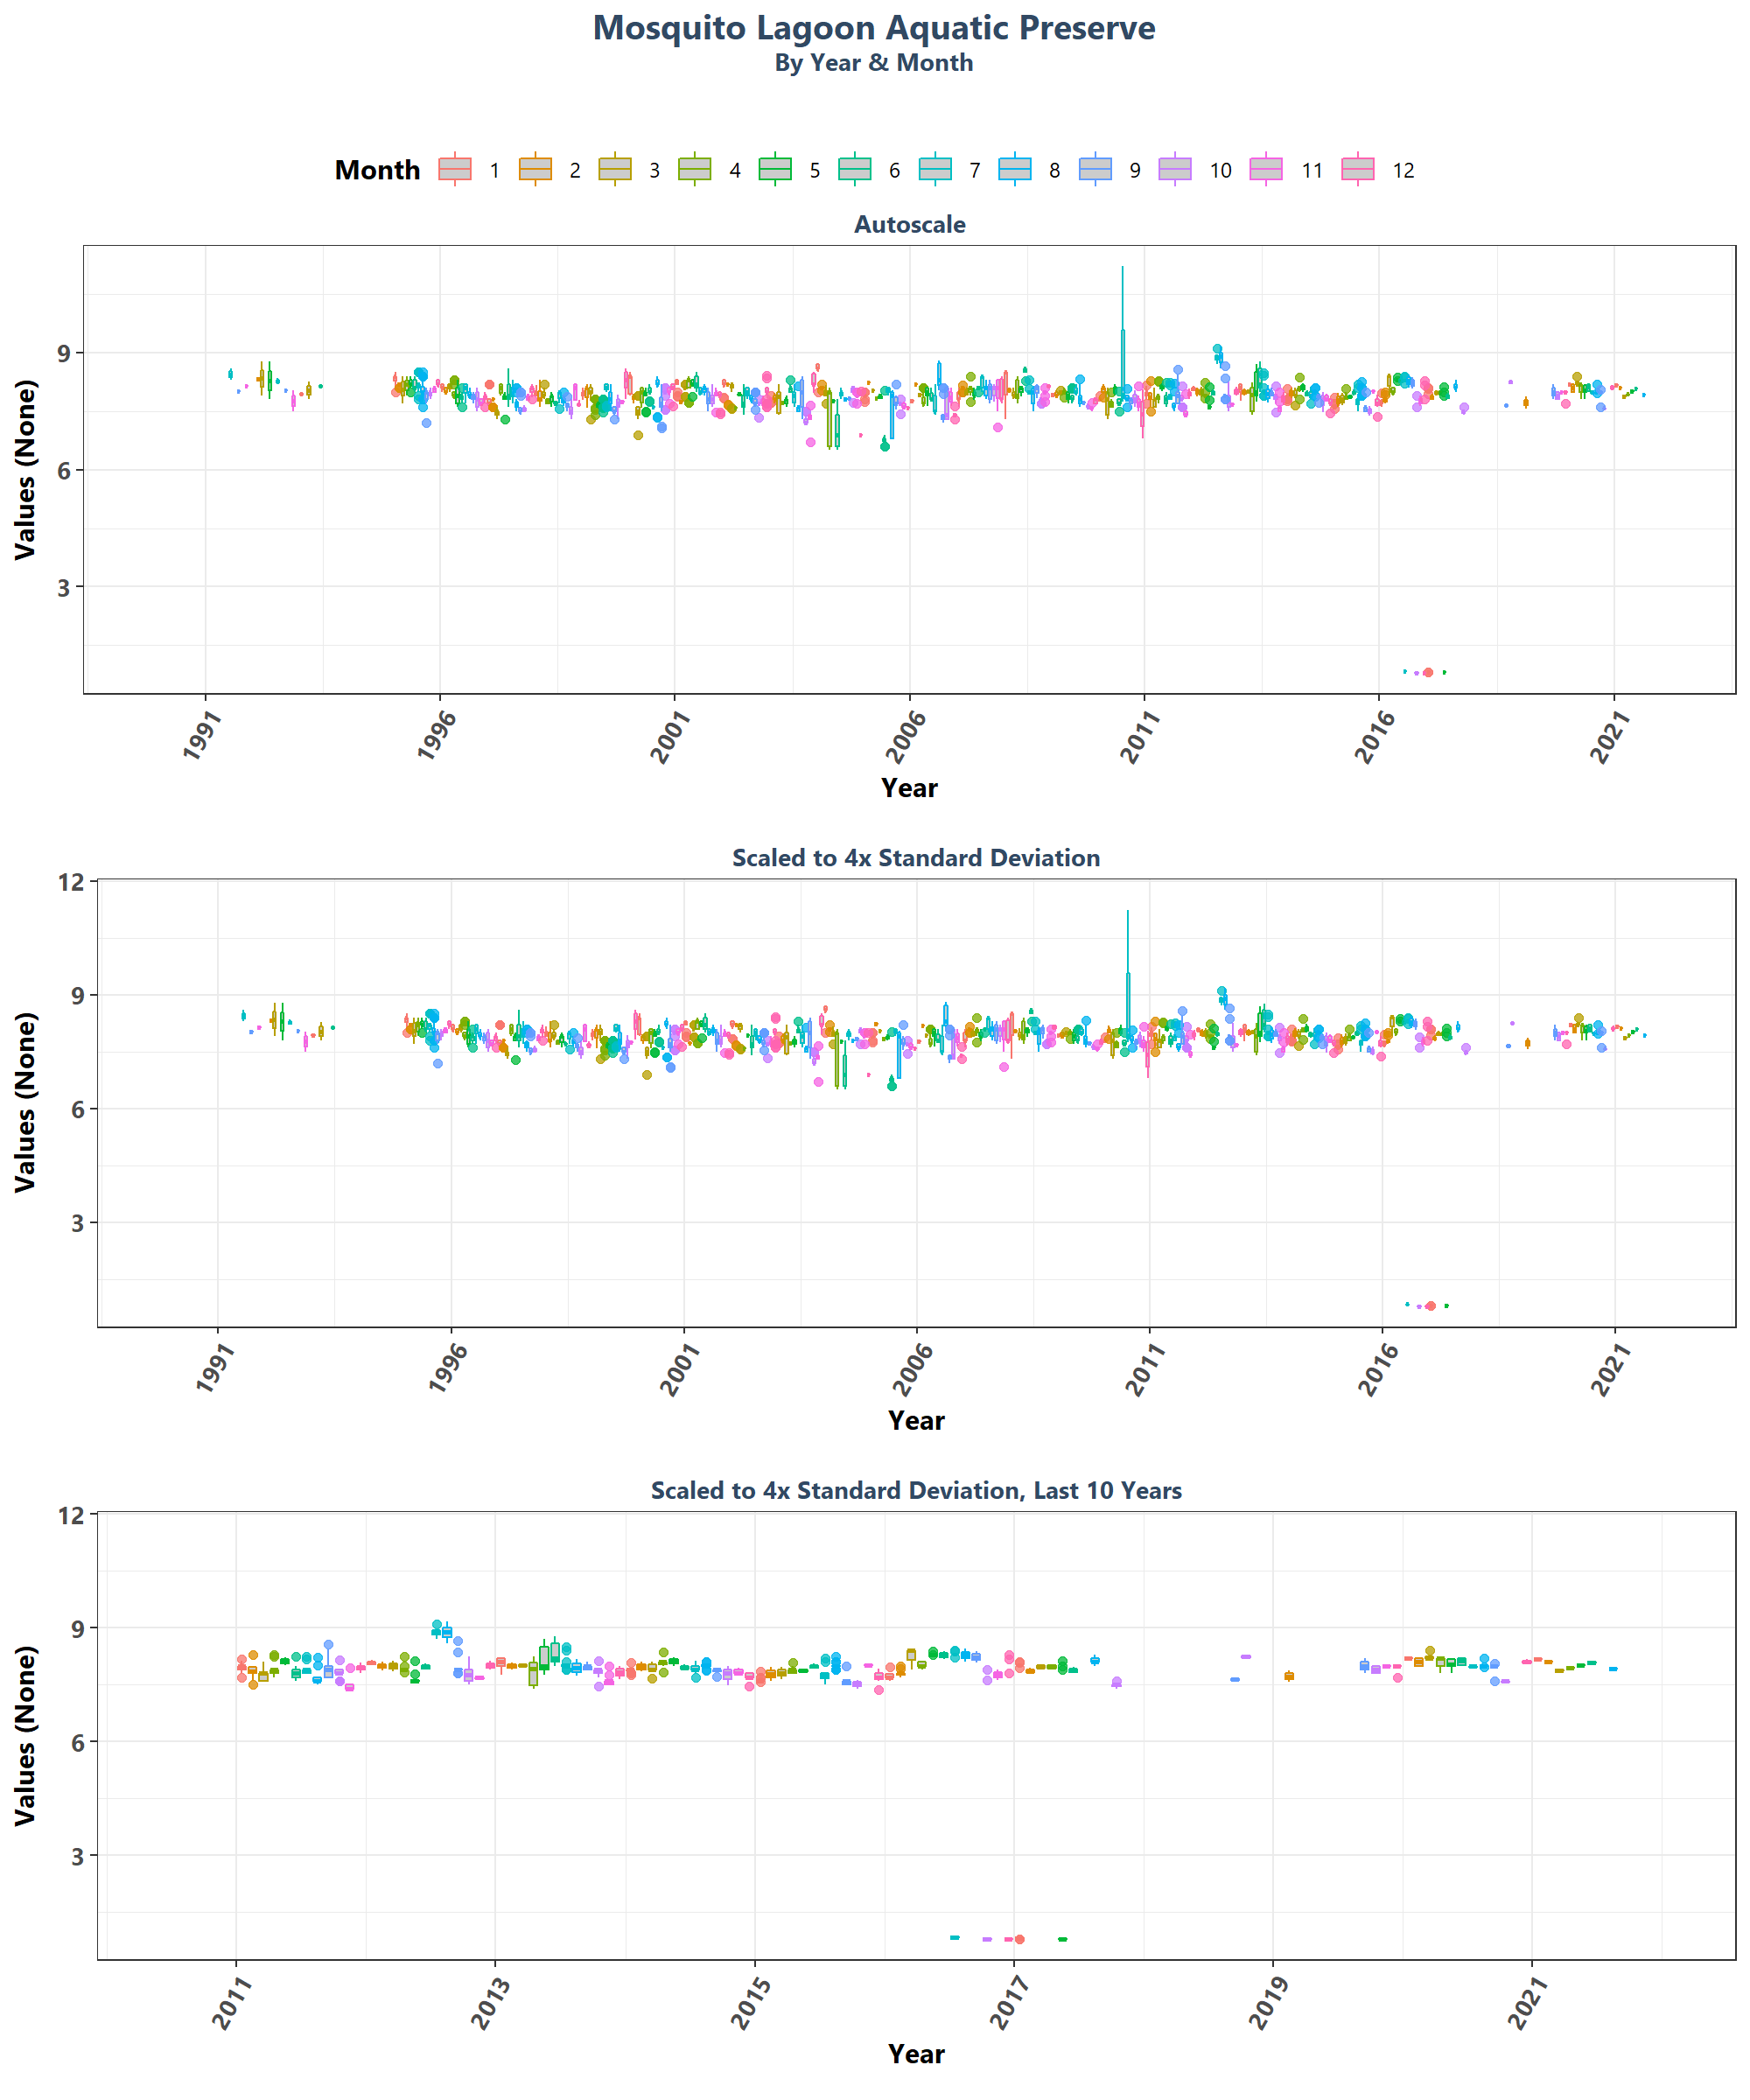 Mosquito Lagoon Aquatic Preserve
By Year & Month
Month 1 2 3 4 5 6 7 8 9 10 11 12
Autoscale
Values (None)
9
6
3
1991 1996 2001 2006 2011 2016 2021
Year
Scaled to 4x Standard Deviation
Values (None)
12
9
6
3
1991 1996 2001 2006 2011 2016 2021
Year
Scaled to 4x Standard Deviation, Last 10 Years
Values (None)
12
9
6
3
2011 2013 2015 2017 2019 2021
Year